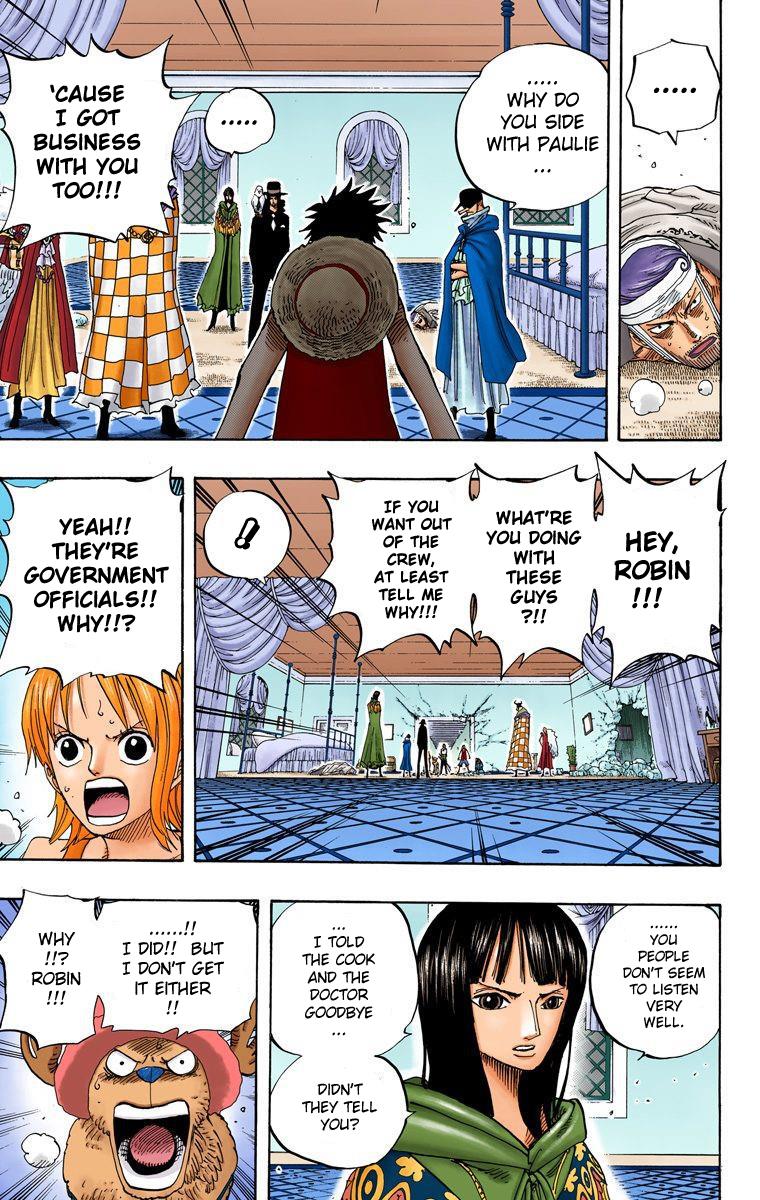 .....
.....
WHY DO
YOU SIDE
WITH PAULIE
...
.....
'CAUSE
I GOT
BUSINESS
WITH YOU
TOO!!!
HEY,
ROBIN
!!!
WHAT'RE
YOU DOING
WITH
THESE
GUYS
?!!
IF YOU
WANT OUT
OF THE
CREW,
AT LEAST
TELL ME
WHY!!!
!
YEAH!!
THEY'RE
GOVERNMENT
OFFICIALS!!
WHY!!?
......
YOU
PEOPLE
DON'T SEEM
TO LISTEN
VERY
WELL.
...
I TOLD
THE COOK
AND THE
DOCTOR
GOODBYE
...
DIDN'T
THEY TELL
YOU?
......!!
I DID!! BUT
I DON'T GET
IT EITHER
!!
WHY
!!?
ROBIN
!!!